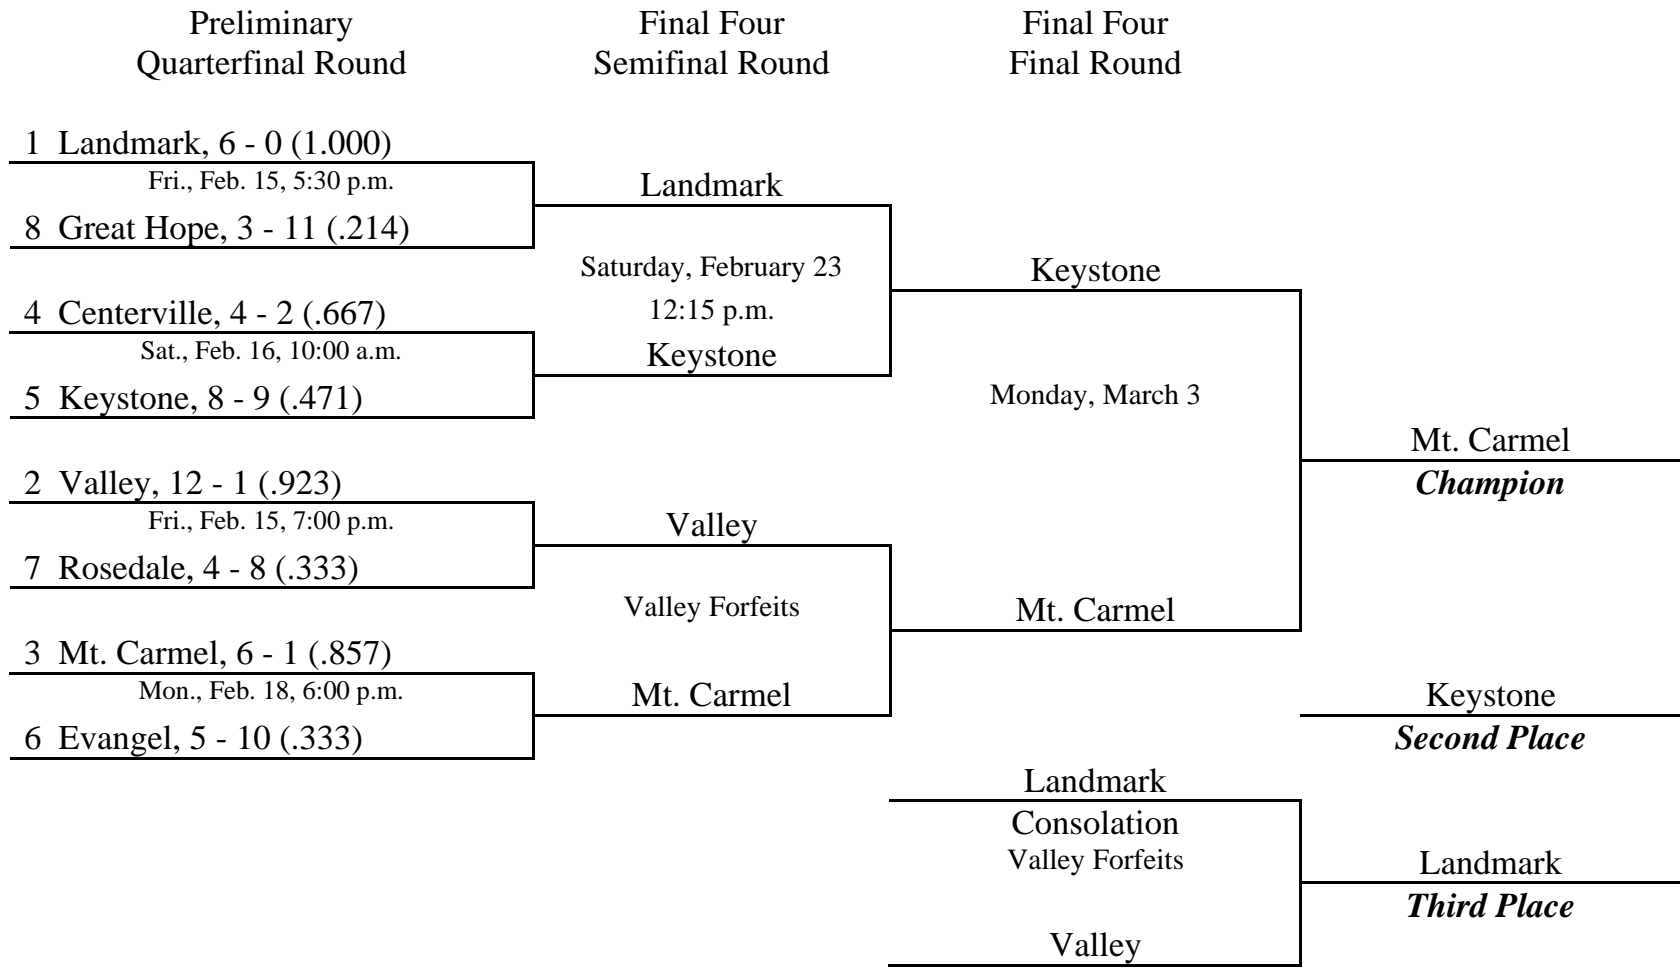 Preliminary
Quarterfinal Round
Final Four
Semifinal Round
Final Four
Final Round
1 Landmark, 6 - 0 (1.000)
Fri., Feb. 15, 5:30 p.m.
8 Great Hope, 3 - 11 (.214)
4 Centerville, 4 - 2 (.667)
Sat., Feb. 16, 10:00 a.m.
5 Keystone, 8 - 9 (.471)
2 Valley, 12 - 1 (.923)
Fri., Feb. 15, 7:00 p.m.
7 Rosedale, 4 - 8 (.333)
3 Mt. Carmel, 6 - 1 (.857)
Mon., Feb. 18, 6:00 p.m.
6 Evangel, 5 - 10 (.333)
Landmark
Saturday, February 23
12:15 p.m.
Keystone
Valley
Valley Forfeits
Mt. Carmel
Keystone
Monday, March 3
Mt. Carmel
Landmark
Consolation
Valley Forfeits
Valley
Mt. Carmel
Champion
Keystone
Second Place
Landmark
Third Place